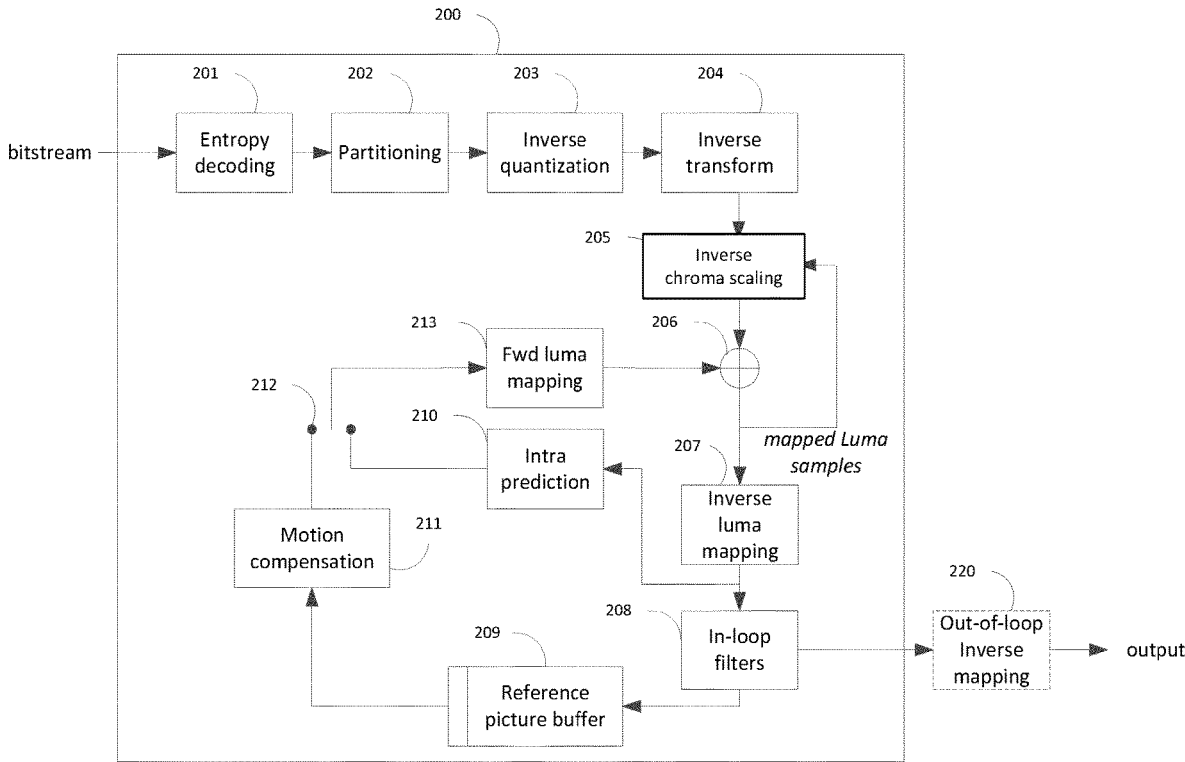 200
201
202
203
204
bitstream
Entropy
decoding
Partitioning
Inverse
quantization
Inverse
transform
205
Inverse
chroma scaling
213
206
Fwd luma
mapping
212
210
mapped Luma
samples
207
Intra
prediction
Inverse
luma
mapping
211
Motion
compensation
220
208
209
In-loop
filters
Out-of-loop
Inverse
mapping
output
Reference
picture buffer